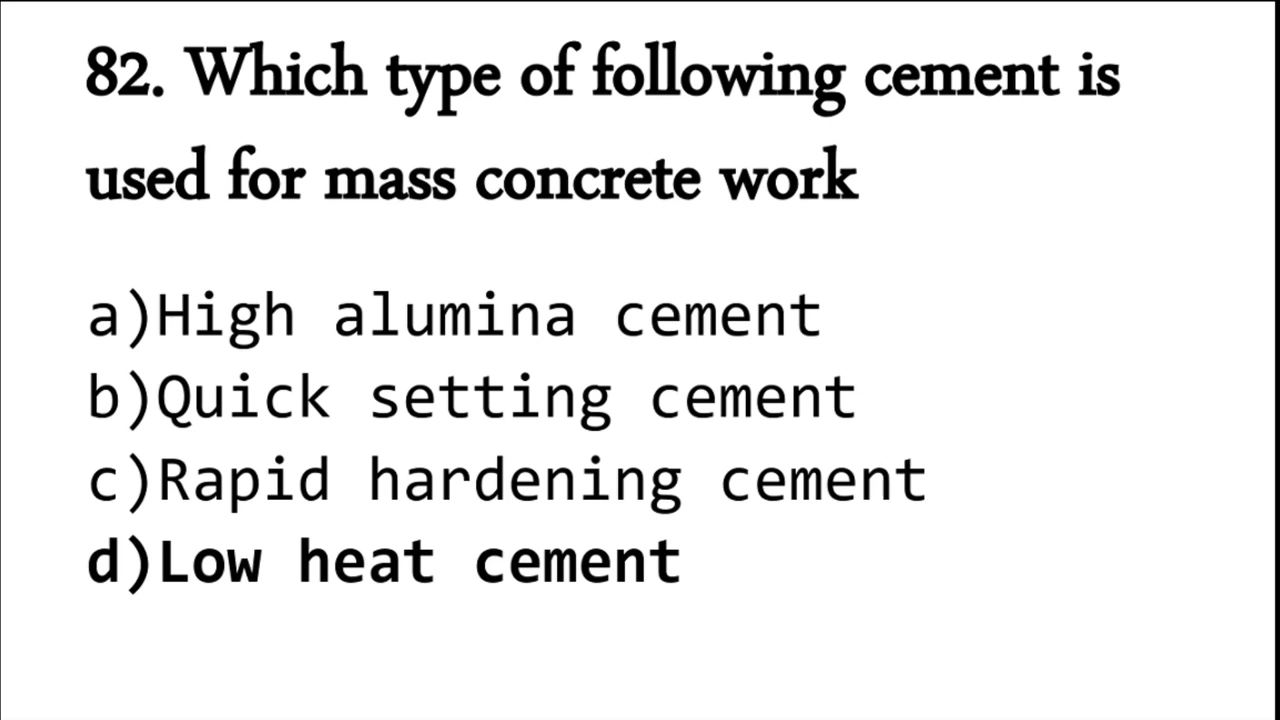 82. Which type of following cement is
used for mass concrete work
a)High alumina cement
b)Quick setting cement
c)Rapid hardening cement
d)Low heat cement